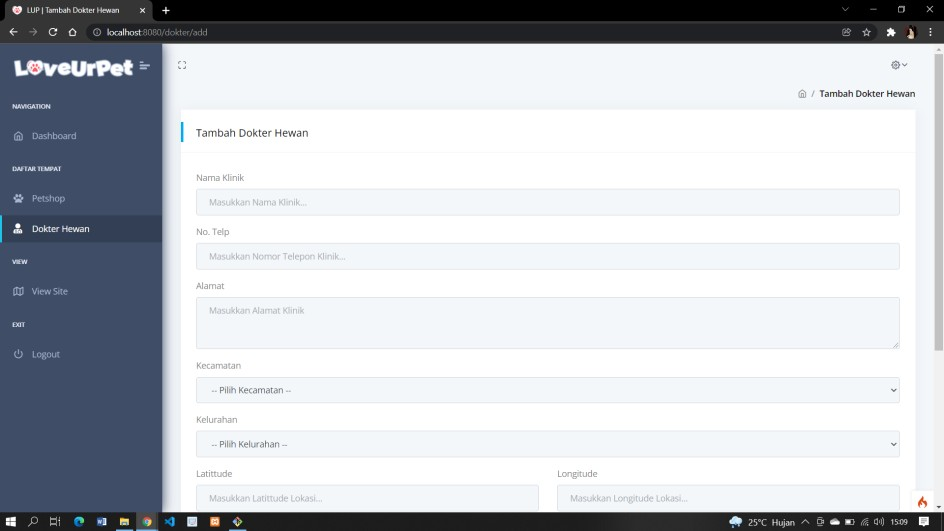 LUP | Tambah Dokter Hewan
localhost:8080/dokter/add
LoveUrPet
NAVIGATION
Dashboard
DAFTAR TEMPAT
Petshop
Dokter Hewan
VIEW
View Site
EXIT
Logout
/ Tambah Dokter Hewan
Tambah Dokter Hewan
Nama Klinik
Masukkan Nama Klinik...
No. Telp
Masukkan Nomor Telepon Klinik...
Alamat
Masukkan Alamat Klinik
Kecamatan
-- Pilih Kecamatan --
Kelurahan
-- Pilih Kelurahan --
Latittude
Longitude
Masukkan Latittude Lokasi...
Masukkan Longitude Lokasi...
25°C Hujan
15:09